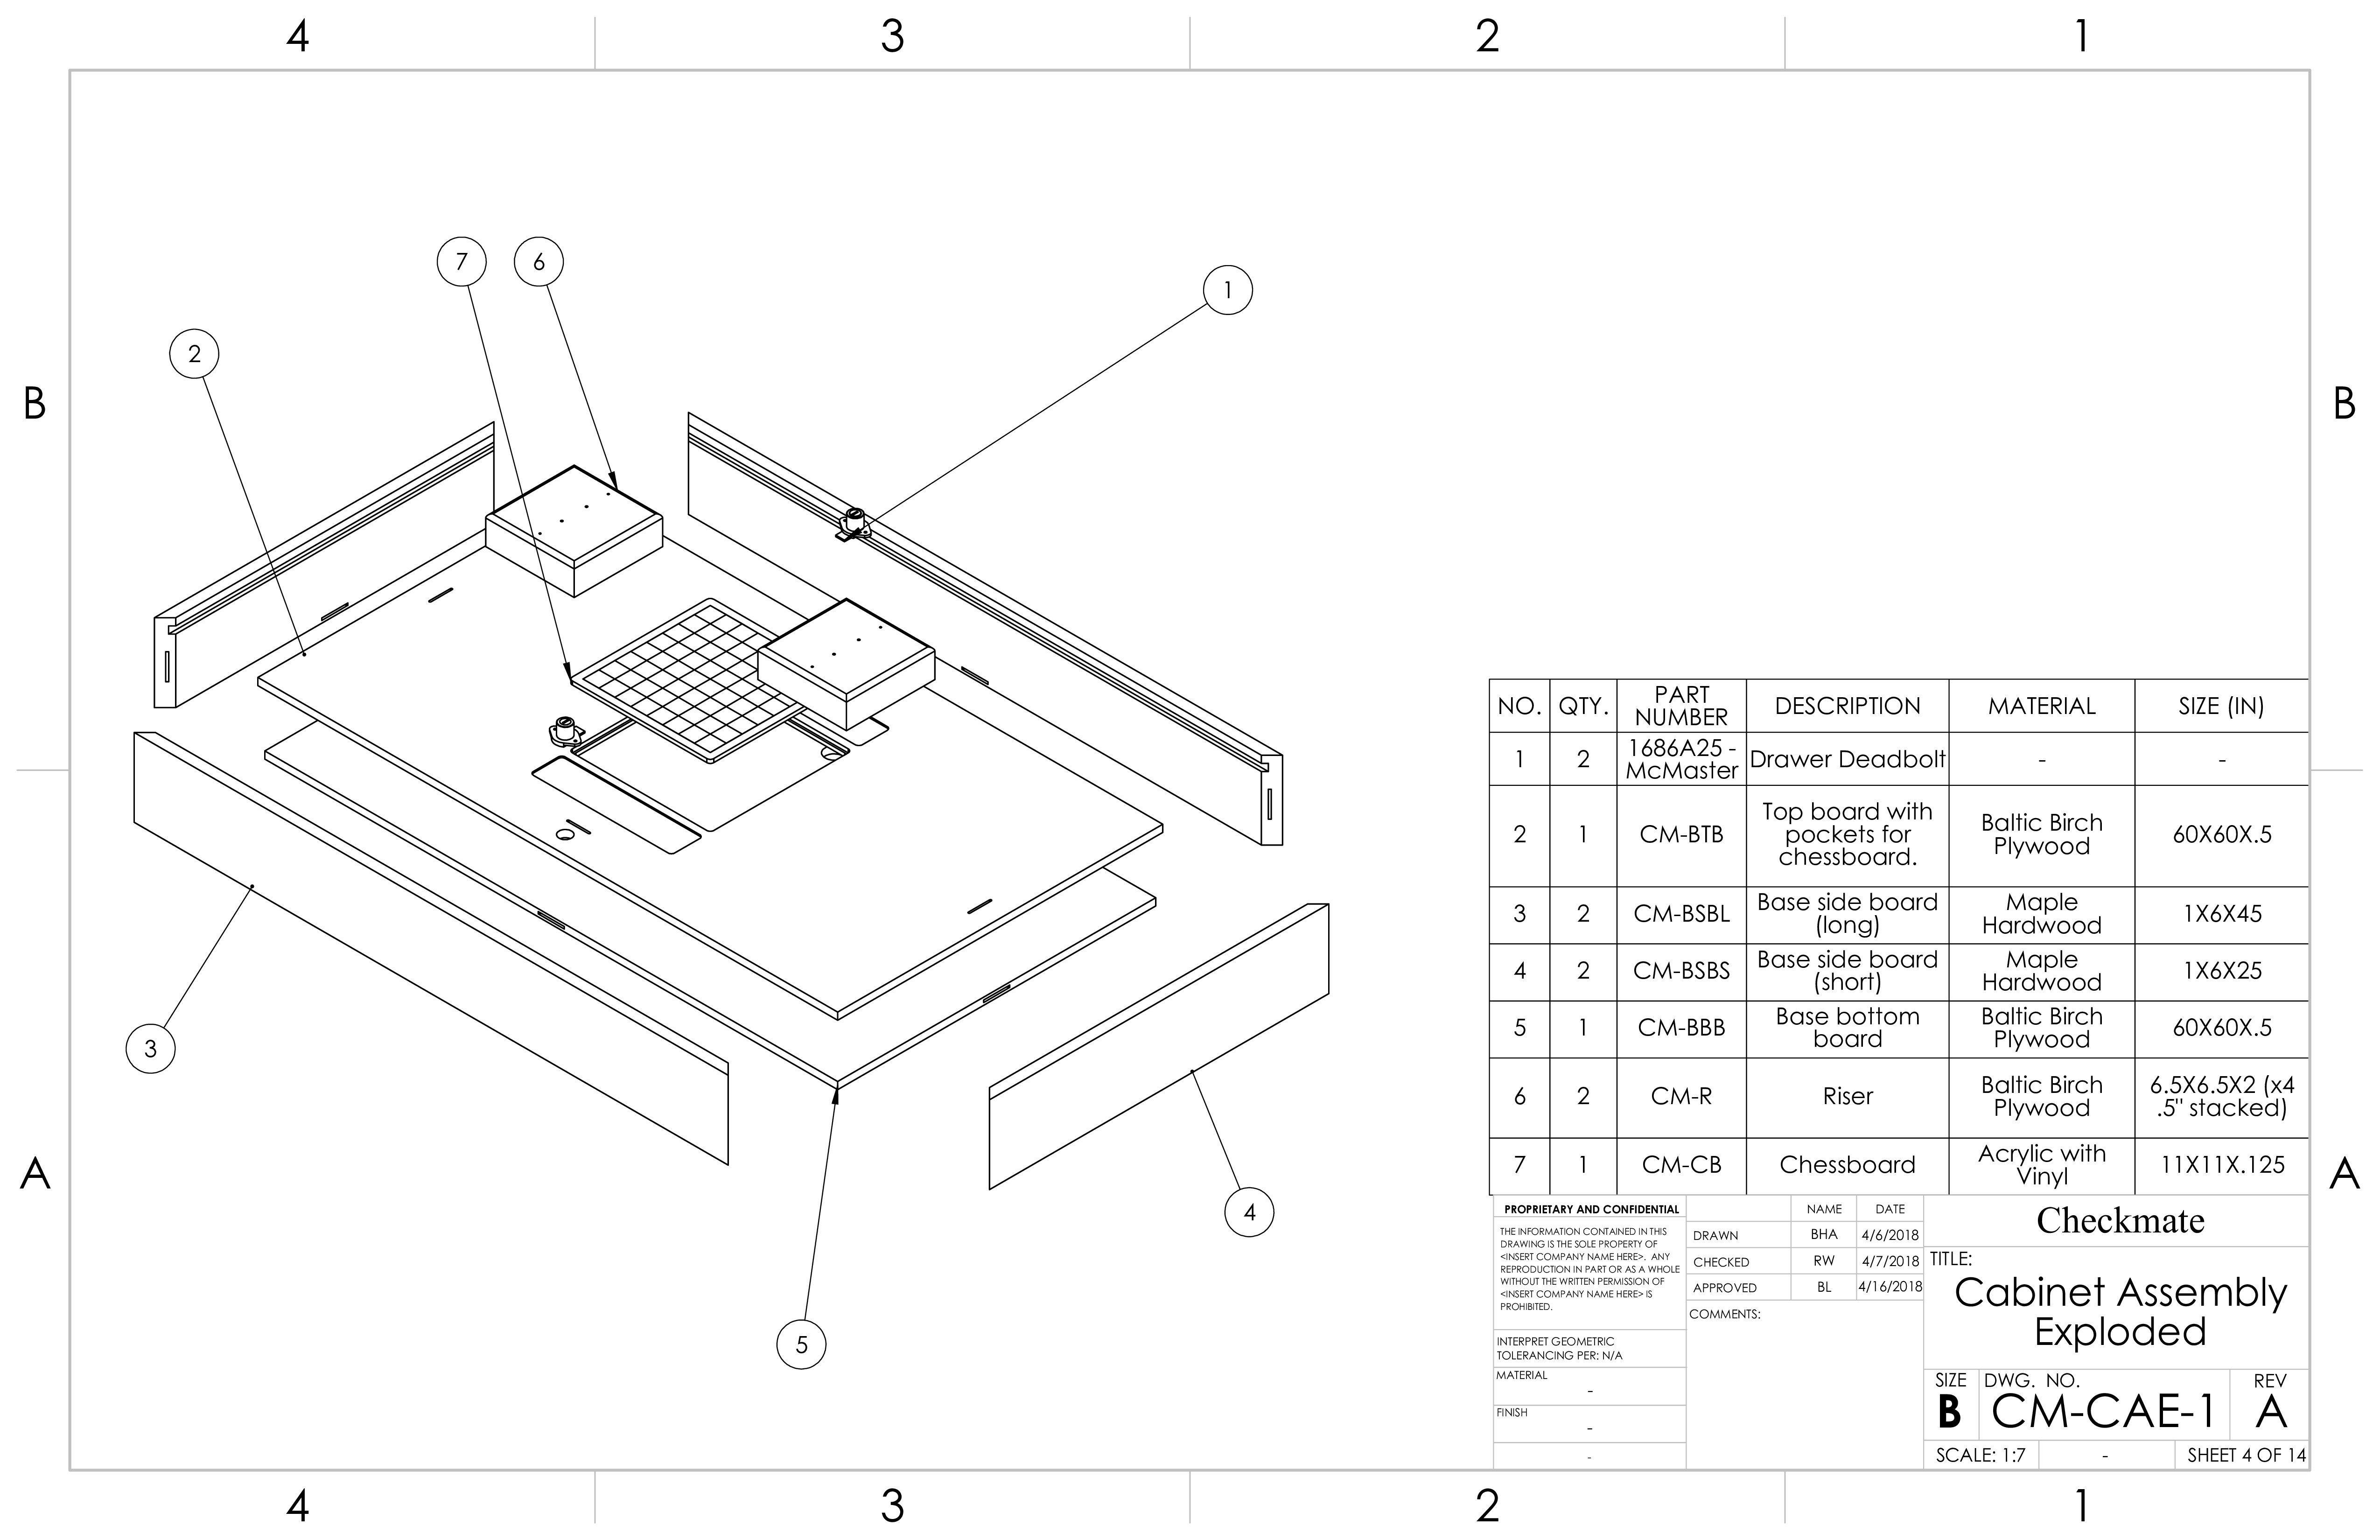 4 3 2 1
7 6 1
2
B B
NO. QTY. PART NUMBER DESCRIPTION MATERIAL SIZE (IN)
1 2 1686A25 - McMaster Drawer Deadbolt - -
2 1 CM-BTB Top board with pockets for chessboard. Baltic Birch Plywood 60X60X.5
3 2 CM-BSBL Base side board (long) Maple Hardwood 1X6X45
4 2 CM-BSBS Base side board (short) Maple Hardwood 1X6X25
5 1 CM-BBB Base bottom board Baltic Birch Plywood 60X60X.5
6 2 CM-R Riser Baltic Birch Plywood 6.5X6.5X2 (x4 .5" stacked)
7 1 CM-CB Chessboard Acrylic with Vinyl 11X11X.125
3
4
5
A A
PROPRIETARY AND CONFIDENTIAL
THE INFORMATION CONTAINED IN THIS
DRAWING IS THE SOLE PROPERTY OF
<INSERT COMPANY NAME HERE>. ANY
REPRODUCTION IN PART OR AS A WHOLE
WITHOUT THE WRITTEN PERMISSION OF
<INSERT COMPANY NAME HERE> IS
PROHIBITED.
INTERPRET GEOMETRIC
TOLERANCING PER: N/A
MATERIAL
-
FINISH
-
-
NAME DATE
DRAWN BHA 4/6/2018
CHECKED RW 4/7/2018
APPROVED BL 4/16/2018
COMMENTS:
Checkmate
TITLE:
Cabinet Assembly
Exploded
SIZE DWG. NO. REV
B CM-CAE-1 A
SCALE: 1:7 - SHEET 4 OF 14
4 3 2 1